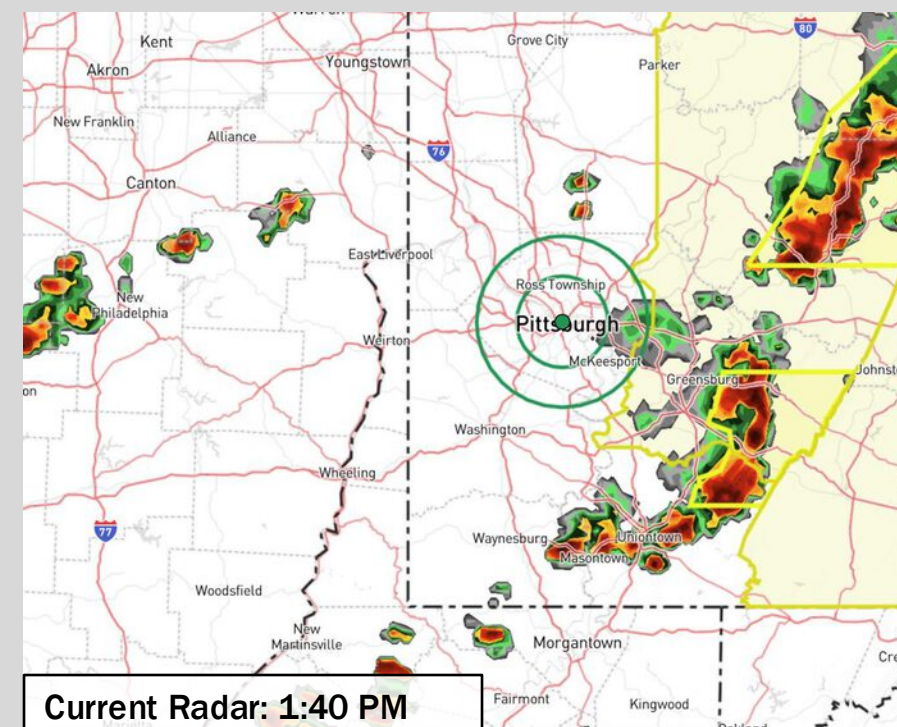 Kent
Grove City
80
Youngstown
Parker
Akron
New Franklin
Alliance
76
Canton
East Liverpool
Ross Township
New
Philadelphia
Pittsburgh
Weirton
McKeesport
Greensburg
Washington
Wheeling
77
Waynesburg
Uniontown
Masontown
Woodsfield
New
Martinsville
Morgantown
Current Radar: 1:40 PM
Fairmont
Kingwood